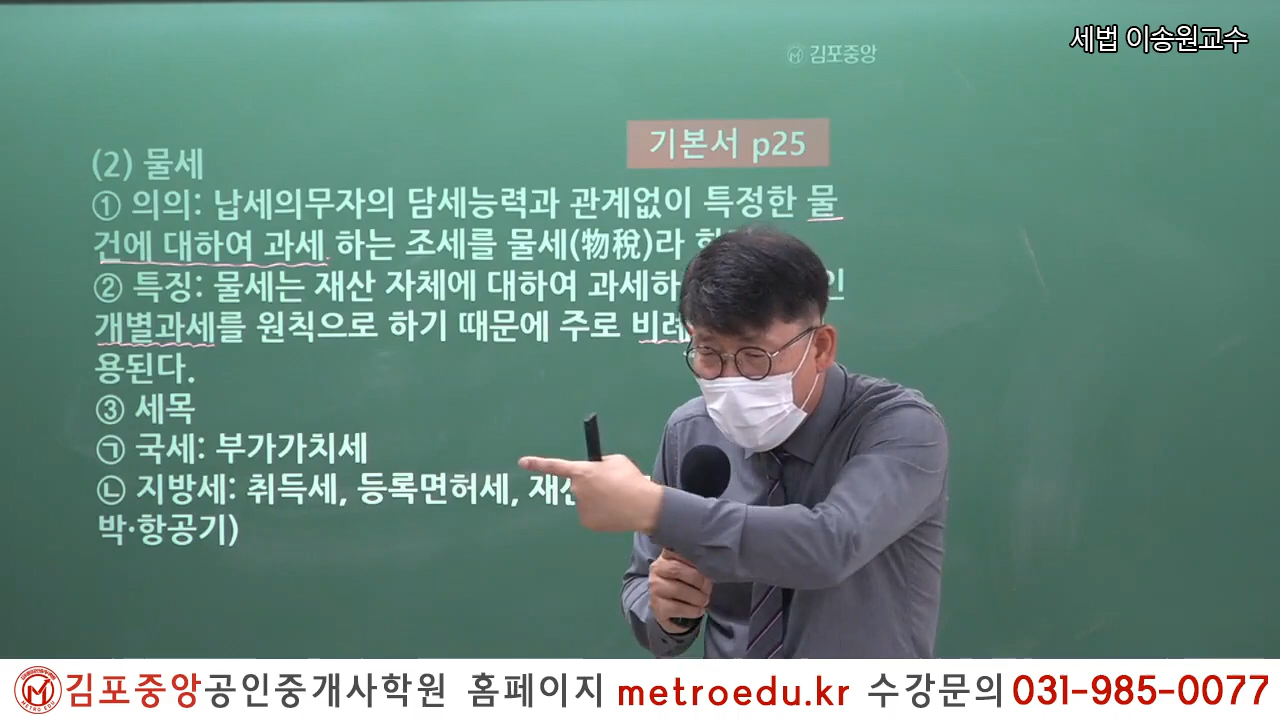 세법 이송원교수
김포중앙
기본서 p25
(2) 물세
① 의의: 납세의무자의 담세능력과 관계없이 특정한 물
건에 대하여 과세 하는 조세를 물세(物稅)라
② 특징: 물세는 재산 자체에 대하여 과세하 인
개별과세를 원칙으로 하기 때문에 주로 비례
용된다.
③ 세목
㉠ 국세: 부가가치세
㉡ 지방세: 취득세, 등록면허세, 재산
박·항공기)
김포중앙공인중개사학원 홈페이지 metroedu.kr 수강문의 031-985-0077